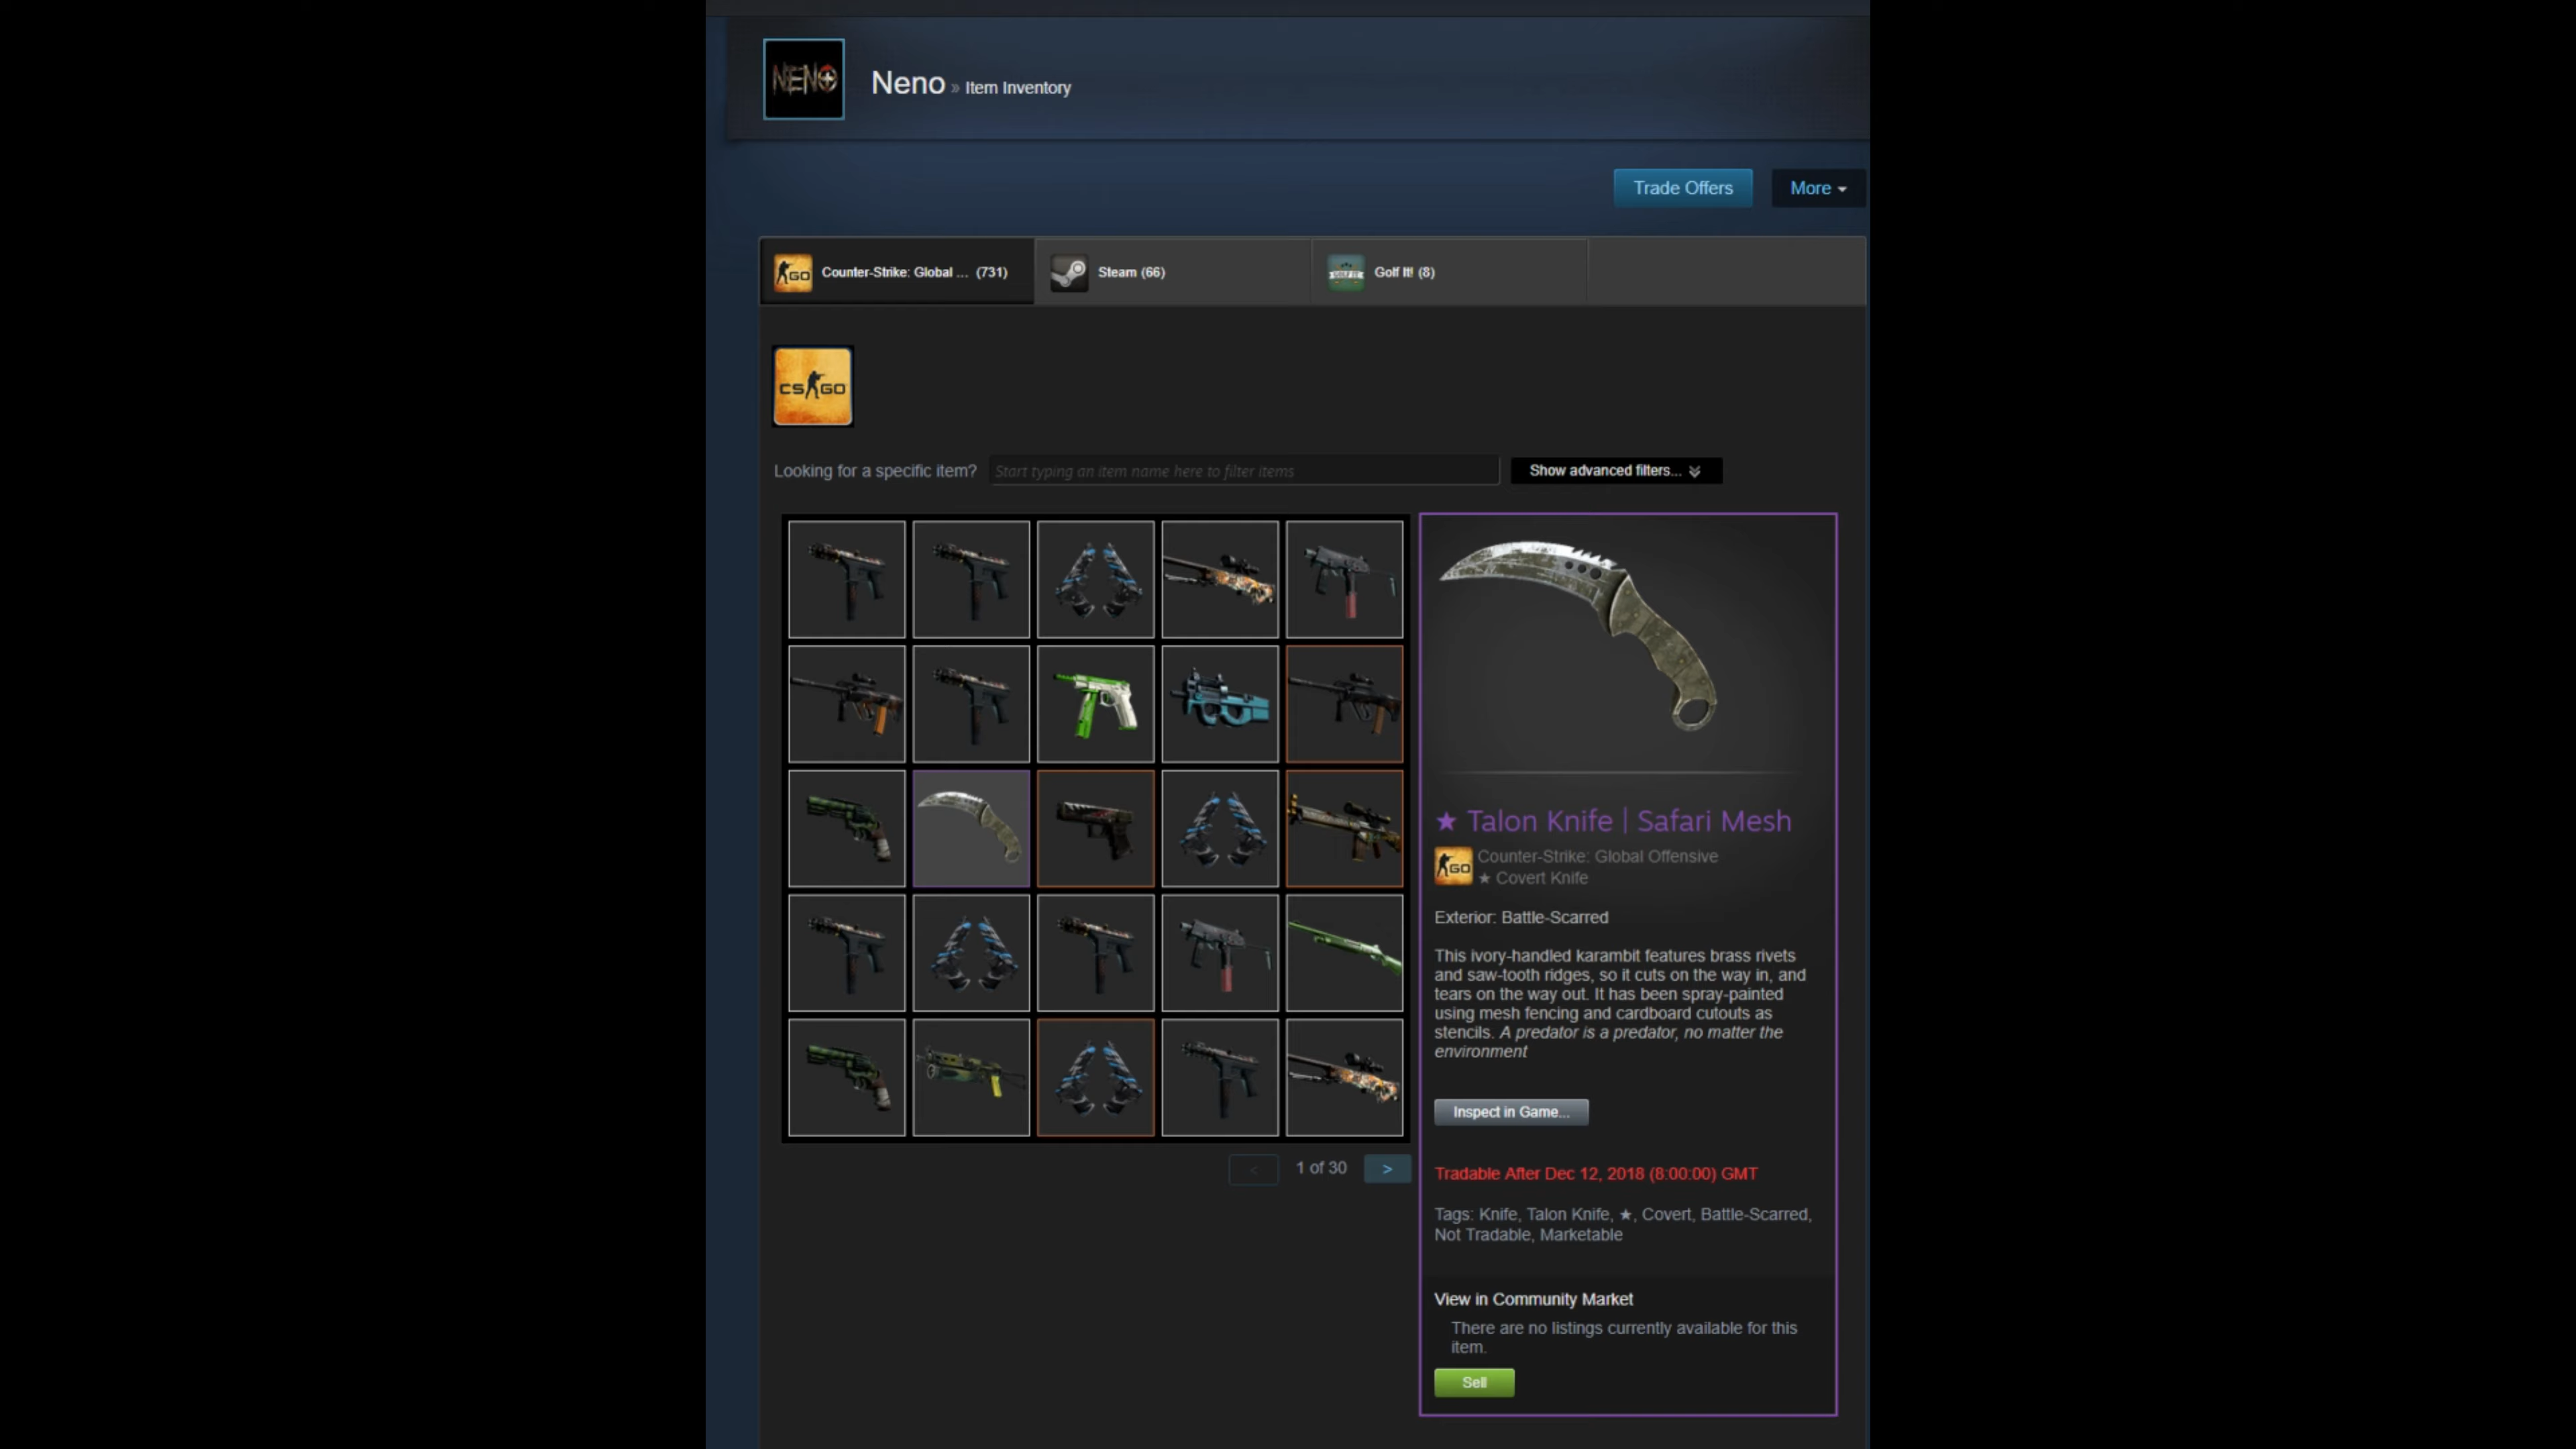 NENO
Neno » Item Inventory
Trade Offers
More
GO
Counter-Strike: Global ... (731)
Steam (66)
GOLF IT!
Golf It! (8)
CS GO
Looking for a specific item?
Start typing an item name here to filter items
Show advanced filters...
★ Talon Knife | Safari Mesh
GO
Counter-Strike: Global Offensive
★ Covert Knife
Exterior: Battle-Scarred
This ivory-handled karambit features brass rivets
and saw-tooth ridges, so it cuts on the way in, and
tears on the way out. It has been spray-painted
using mesh fencing and cardboard cutouts as
stencils. A predator is a predator, no matter the
environment
Inspect in Game...
< 1 of 30 >
Tradable After Dec 12, 2018 (8:00:00) GMT
Tags: Knife, Talon Knife, ★, Covert, Battle-Scarred,
Not Tradable, Marketable
View in Community Market
There are no listings currently available for this
item.
Sell